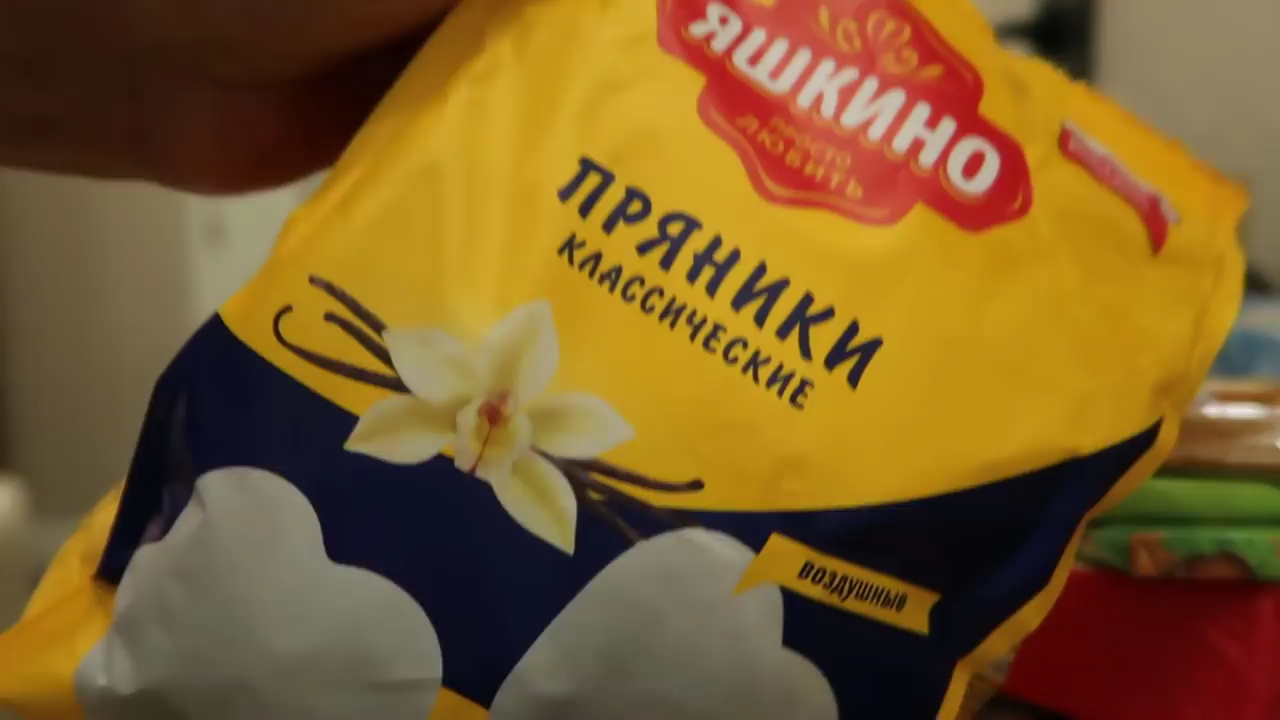 ЯШКИНО
ПРОСТО
ЛЮБИТЬ
ПРЯНИКИ
КЛАССИЧЕСКИЕ
ВОЗДУШНЫЕ